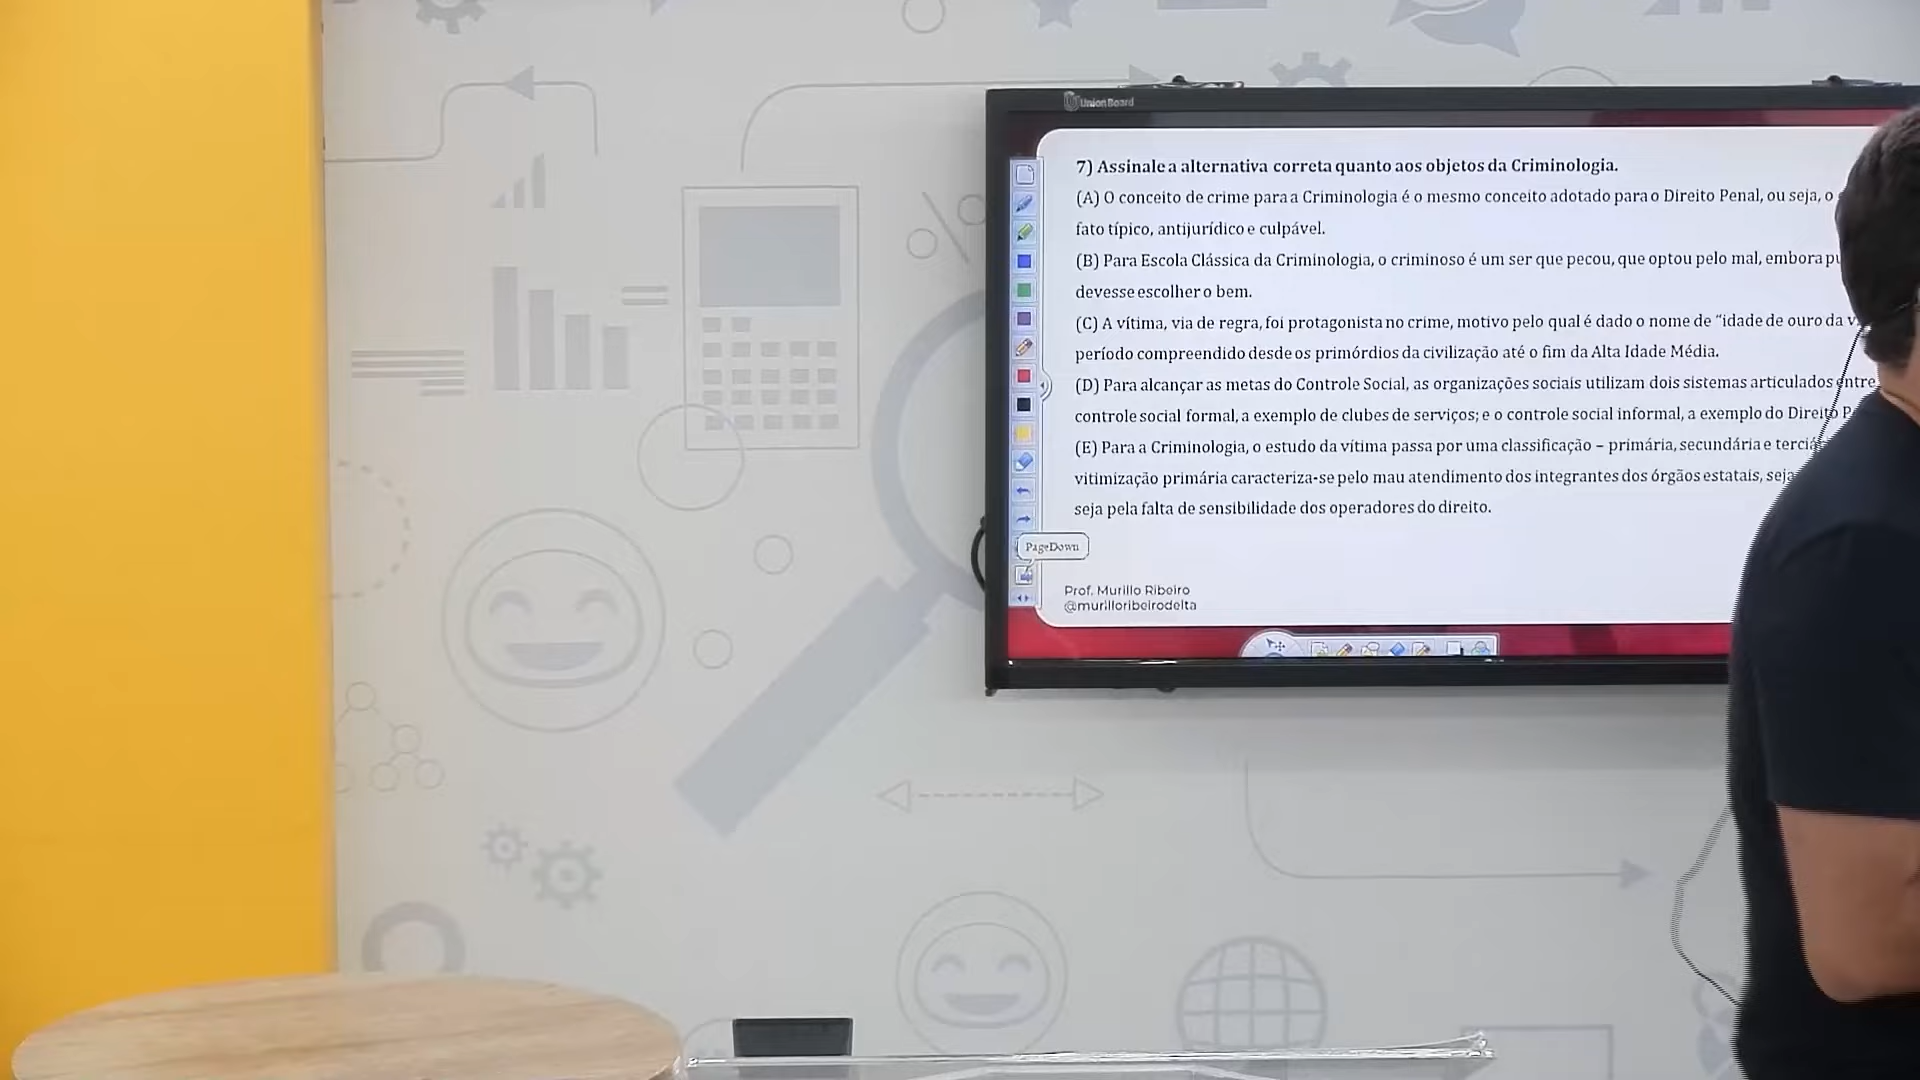 UnionBoard
7) Assinale a alternativa correta quanto aos objetos da Criminologia.
(A) O conceito de crime para a Criminologia é o mesmo conceito adotado para o Direito Penal, ou seja, o
fato típico, antijurídico e culpável.
(B) Para Escola Clássica da Criminologia, o criminoso é um ser que pecou, que optou pelo mal, embora
devesse escolher o bem.
(C) A vítima, via de regra, foi protagonista no crime, motivo pelo qual é dado o nome de “idade de ouro da
período compreendido desde os primórdios da civilização até o fim da Alta Idade Média.
(D) Para alcançar as metas do Controle Social, as organizações sociais utilizam dois sistemas articulados entre
controle social formal, a exemplo de clubes de serviços; e o controle social informal, a exemplo do Direito
(E) Para a Criminologia, o estudo da vítima passa por uma classificação – primária, secundária e
vitimização primária caracteriza-se pelo mau atendimento dos integrantes dos órgãos estatais, seja
seja pela falta de sensibilidade dos operadores do direito.
PageDown
Prof. Murillo Ribeiro
@murilloribeirodelta